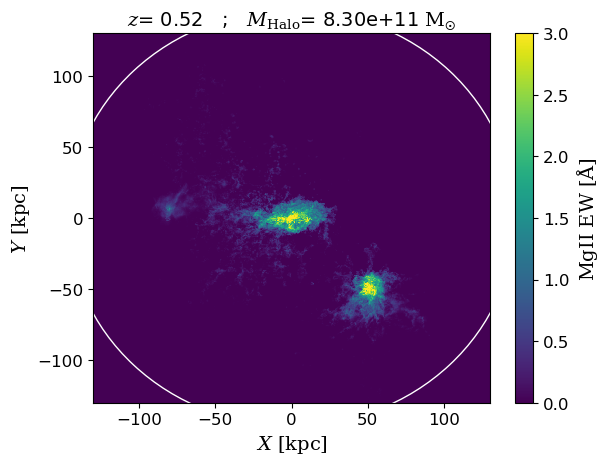 z= 0.52 ; M_Halo= 8.30e+11 M_⊙
100
50
0
−50
−100
Y [kpc]
−100 −50 0 50 100
X [kpc]
3.0
2.5
2.0
1.5
1.0
0.5
0.0
MgII EW [Å]